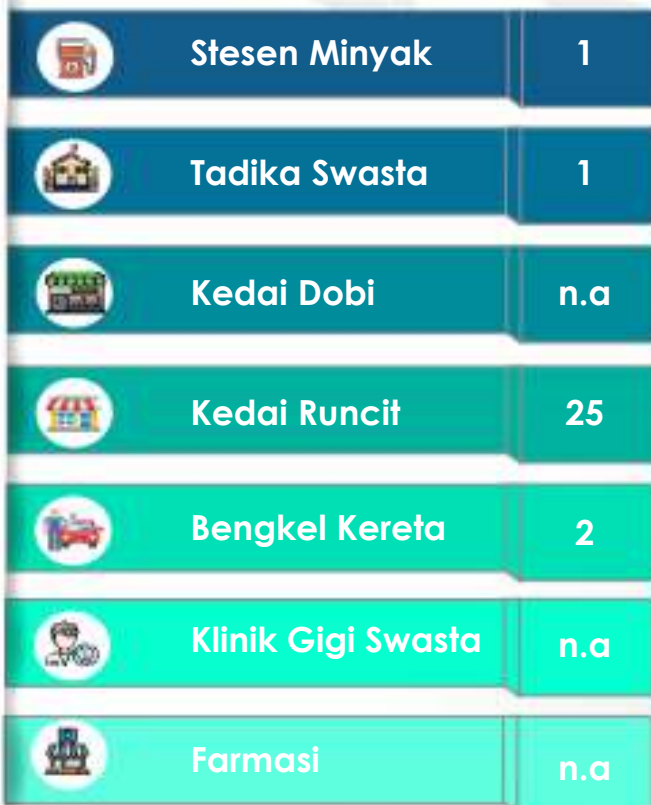 Stesen Minyak 1
Tadika Swasta 1
Kedai Dobi n.a
Kedai Runcit 25
Bengkel Kereta 2
Klinik Gigi Swasta n.a
Farmasi n.a